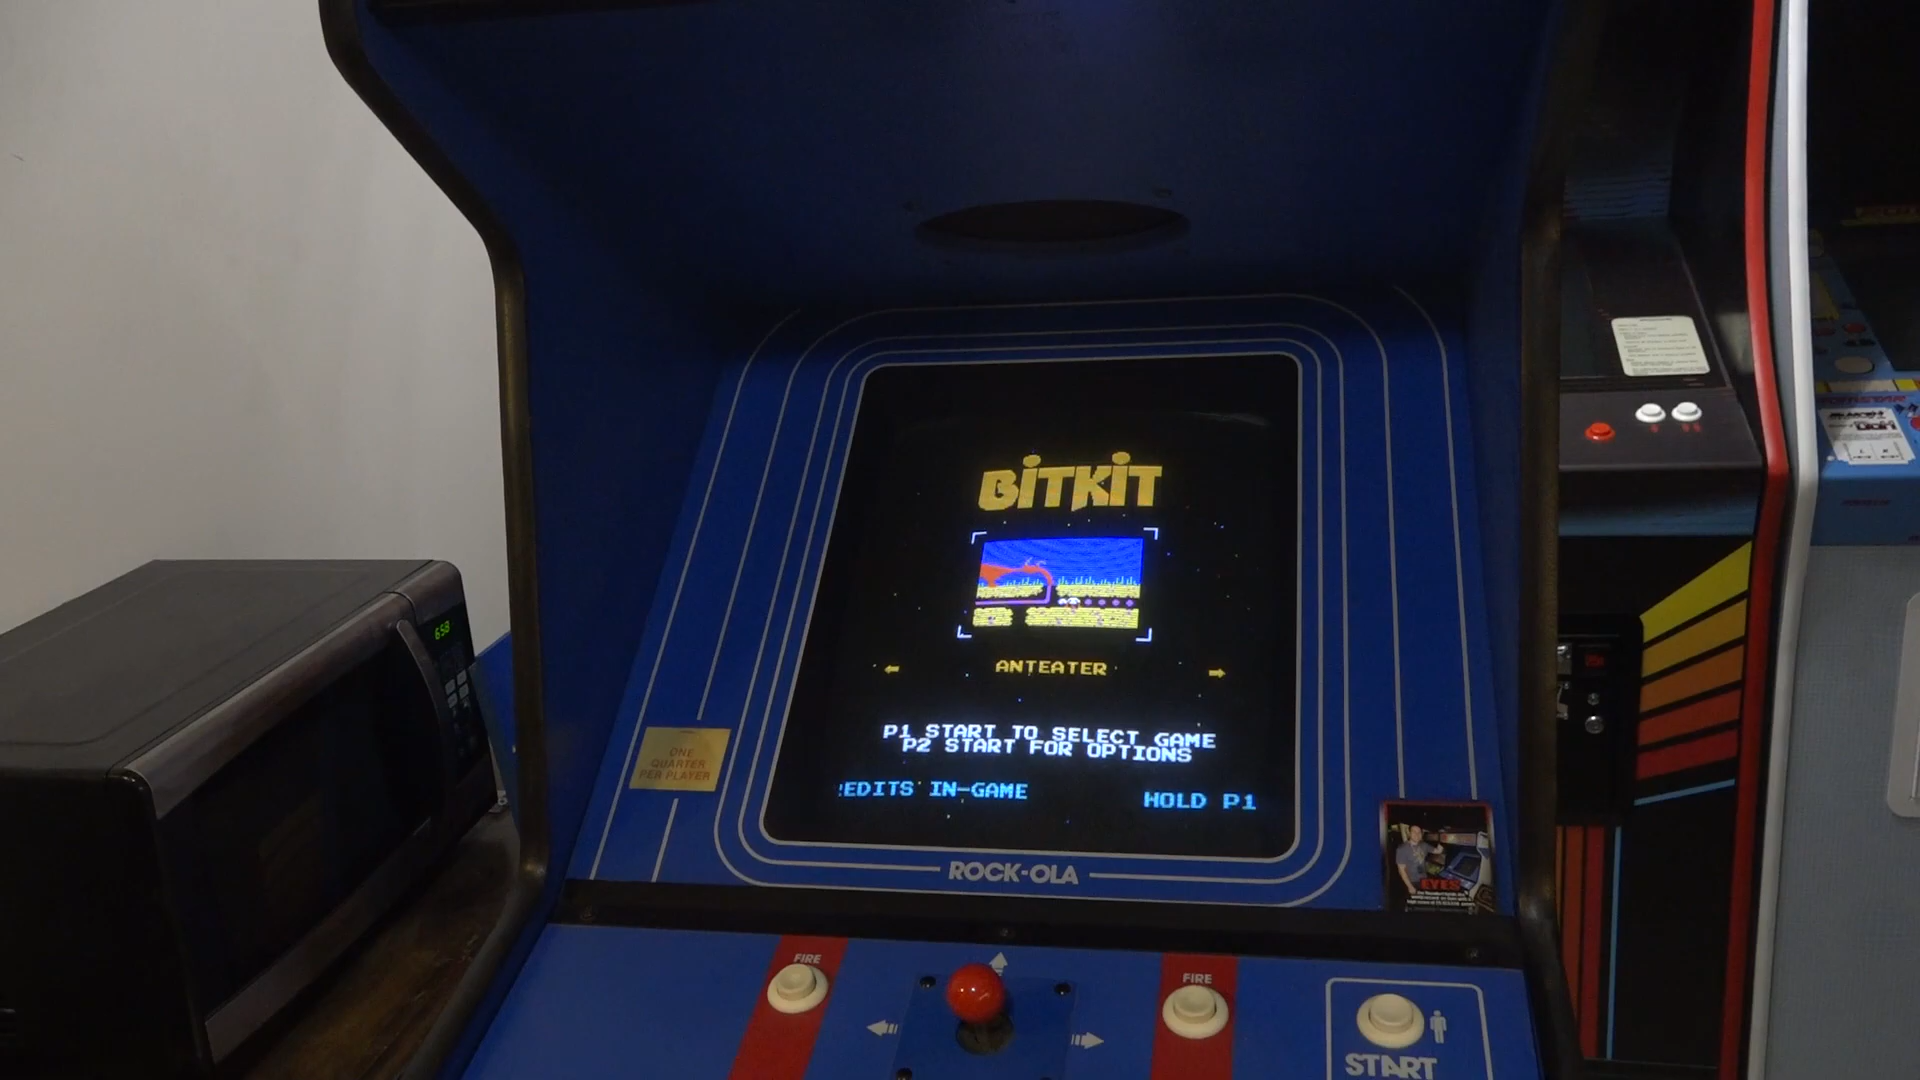 BITKIT
ANTEATER
P1 START TO SELECT GAME
P2 START FOR OPTIONS
EDITS IN-GAME
HOLD P1
ONE
QUARTER
PER PLAYER
ROCK-OLA
EYES
FIRE
FIRE
START
658